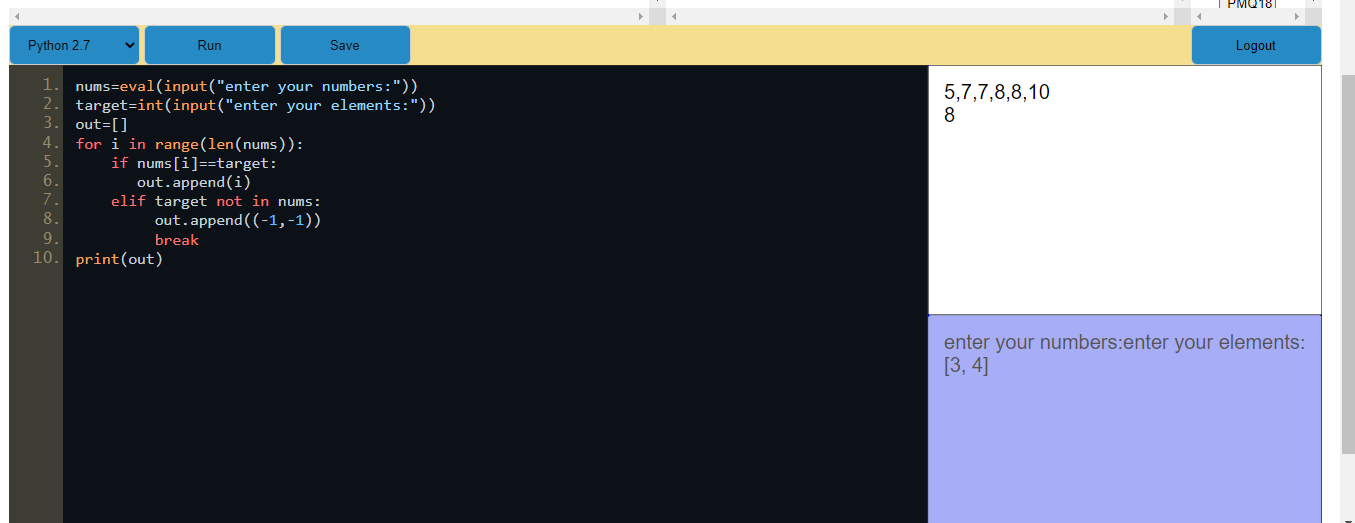 PMQ18]
Python 2.7 Run Save Logout
1. nums=eval(input("enter your numbers:"))
2. target=int(input("enter your elements:"))
3. out=[]
4. for i in range(len(nums)):
5.     if nums[i]==target:
6.        out.append(i)
7.     elif target not in nums:
8.          out.append((-1,-1))
9.          break
10. print(out)
5,7,7,8,8,10
8
enter your numbers:enter your elements:
[3, 4]